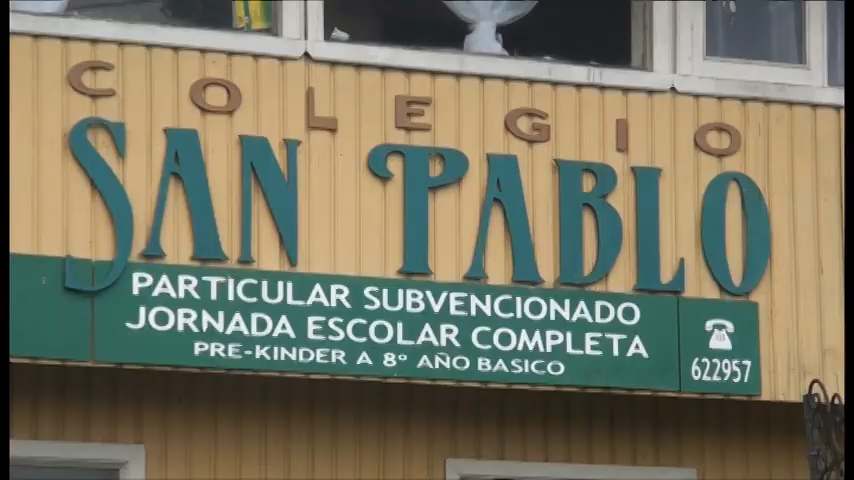 COLEGIO
SAN PABLO
PARTICULAR SUBVENCIONADO
JORNADA ESCOLAR COMPLETA
PRE-KINDER A 8° AÑO BASICO
622957